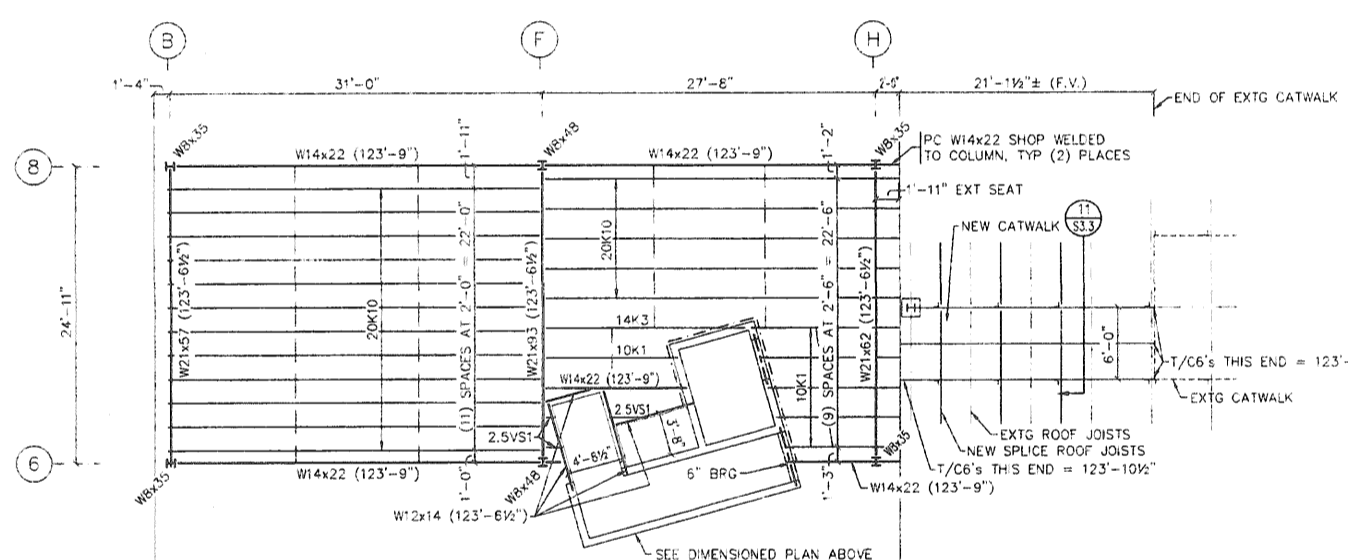 B
F
H
1'-4"
31'-0"
27'-8"
21'-1½"± (F.V.)
END OF EXTG CATWALK
W8x35
1'-11"
W8x48
1'-2"
W8x35
W14x22 (123'-9")
W14x22 (123'-9")
PC W14x22 SHOP WELDED
TO COLUMN, TYP (2) PLACES
8
1'-11" EXT SEAT
11
S3.3
NEW CATWALK
24'-11"
W21x57 (123'-6½")
20K10
(11) SPACES AT 2'-0" = 22'-0"
W21x93 (123'-6½")
20K10
(9) SPACES AT 2'-6" = 22'-6"
W21x62 (123'-6½")
H
14K3
10K1
10K1
6'-0"
T/C6's THIS END = 123'-
EXTG CATWALK
W14x22 (123'-9")
2.5VS1
2.5VS1
3'-8"
4'-8½"
EXTG ROOF JOISTS
NEW SPLICE ROOF JOISTS
T/C6's THIS END = 123'-10½"
6
W8x35
W14x22 (123'-9")
1'-0"
W8x48
6" BRG
1'-3"
W8x35
W14x22 (123'-9")
W12x14 (123'-6½")
SEE DIMENSIONED PLAN ABOVE